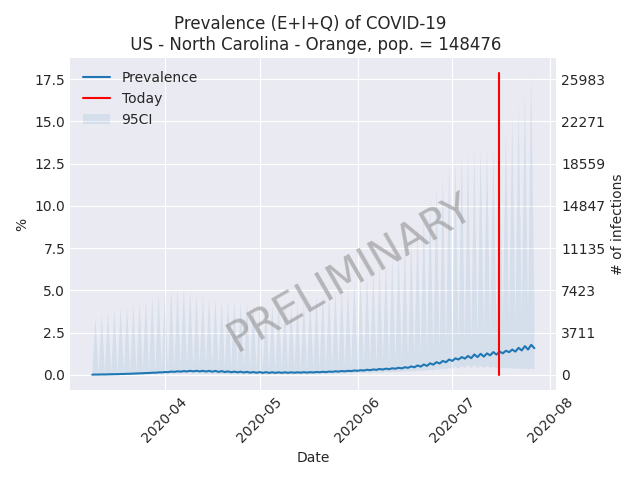 Prevalence (E+I+Q) of COVID-19
US - North Carolina - Orange, pop. = 148476
Prevalence
Today
95CI
17.5
15.0
12.5
10.0
7.5
5.0
2.5
0.0
%
25983
22271
18559
14847
11135
7423
3711
0
# of infections
PRELIMINARY
2020-04
2020-05
2020-06
2020-07
2020-08
Date